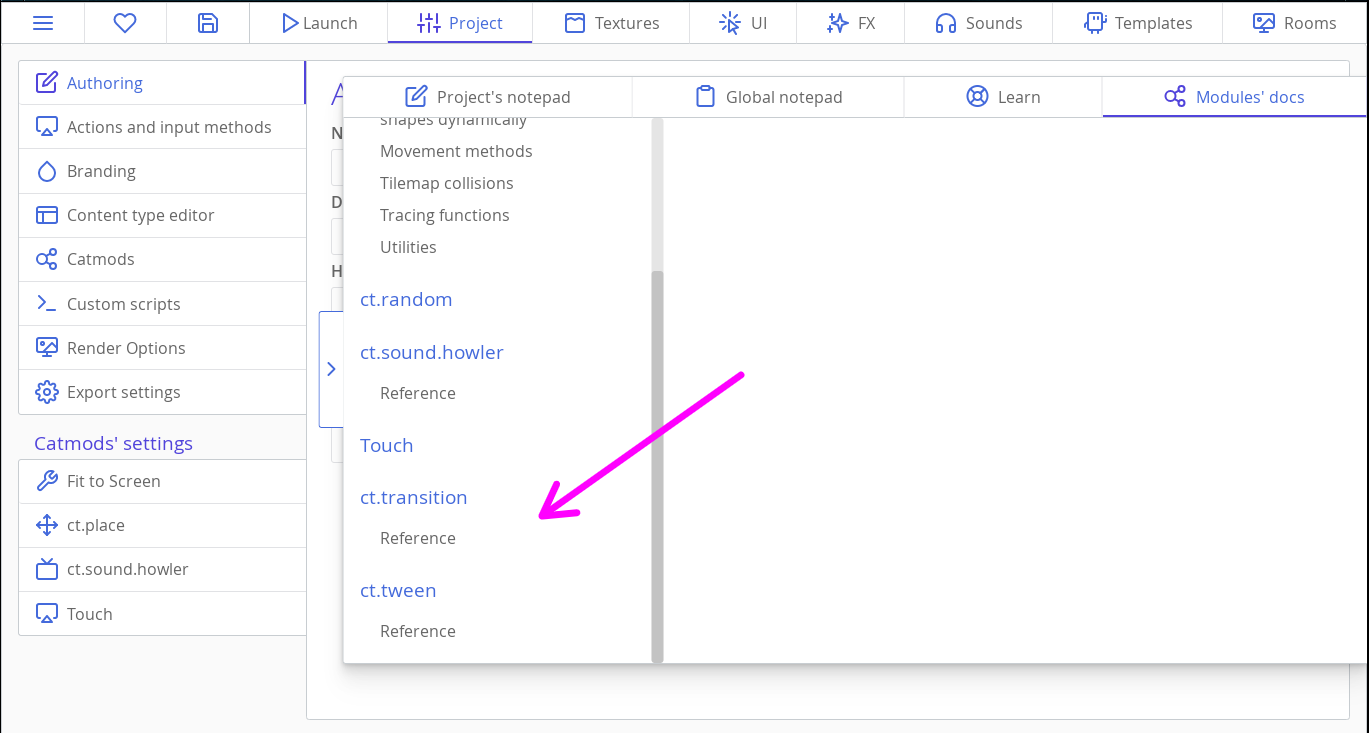 Launch
Project
Textures
UI
FX
Sounds
Templates
Rooms
Authoring
Actions and input methods
Branding
Content type editor
Catmods
Custom scripts
Render Options
Export settings
Catmods' settings
Fit to Screen
ct.place
ct.sound.howler
Touch
A
N
D
H
Project's notepad
Global notepad
Learn
Modules' docs
shapes dynamically
Movement methods
Tilemap collisions
Tracing functions
Utilities
ct.random
ct.sound.howler
Reference
Touch
ct.transition
Reference
ct.tween
Reference